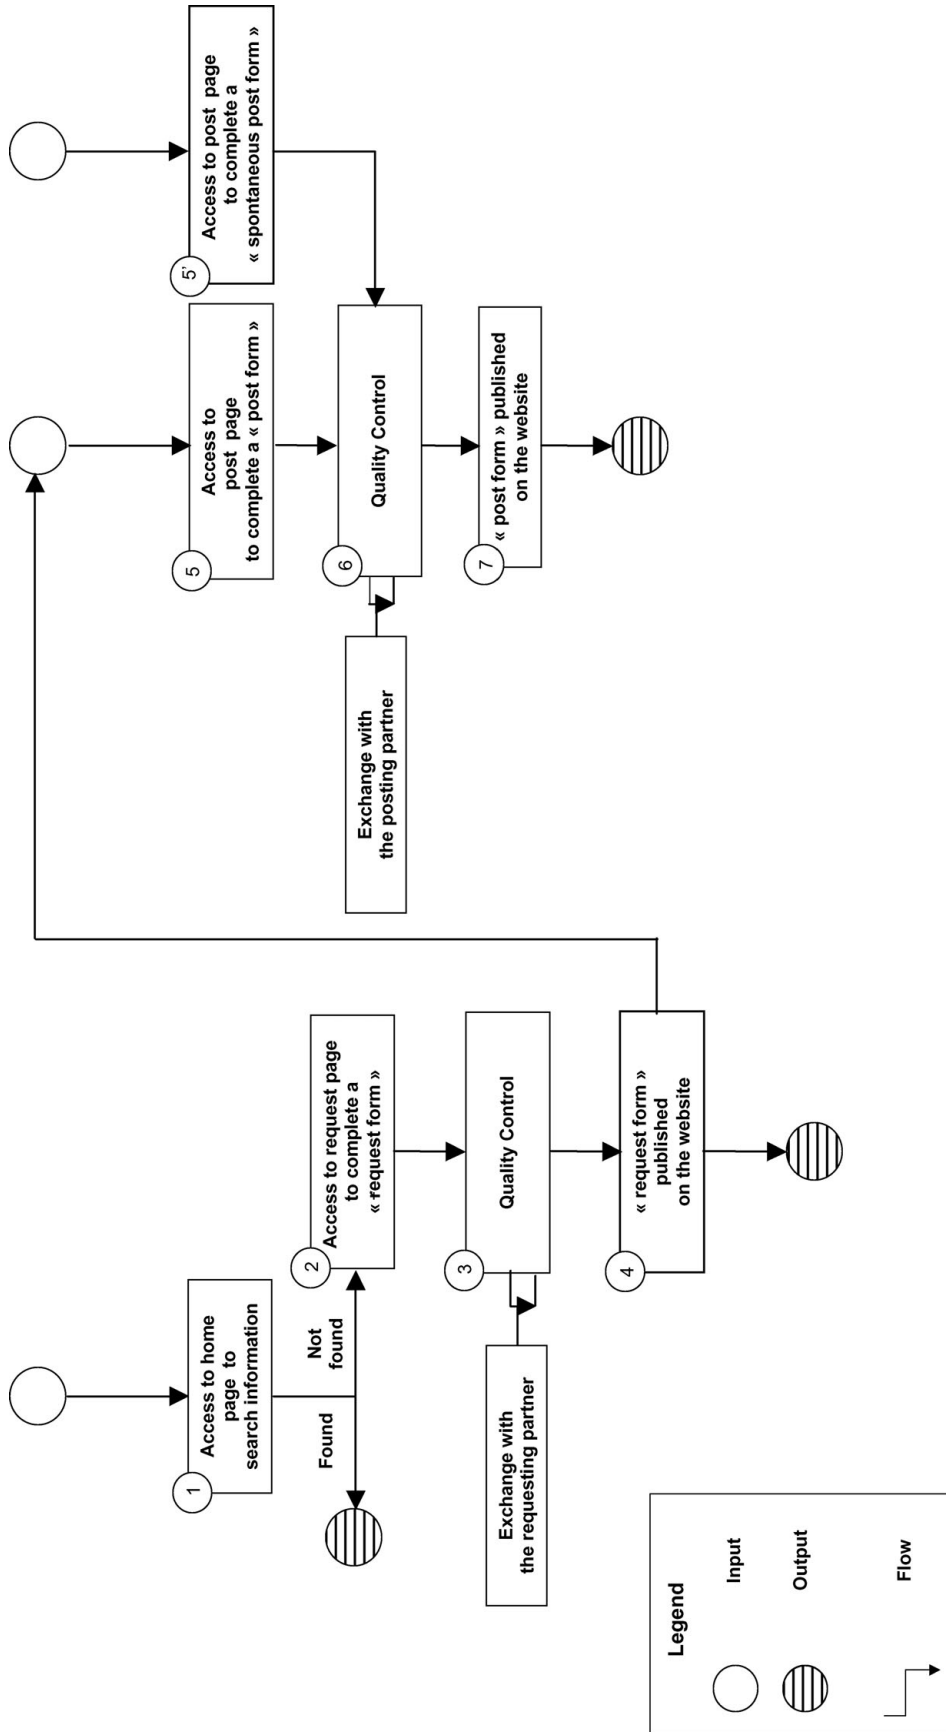 1
Access to home
page to
search information
Found
Not
found
2
Access to request page
to complete a
« request form »
3
Quality Control
Exchange with
the requesting partner
4
« request form »
published
on the website
5
Access to
post page
to complete a « post form »
5'
Access to post page
to complete a
« spontaneous post form »
6
Quality Control
Exchange with
the posting partner
7
« post form » published
on the website
Legend
Input
Output
Flow